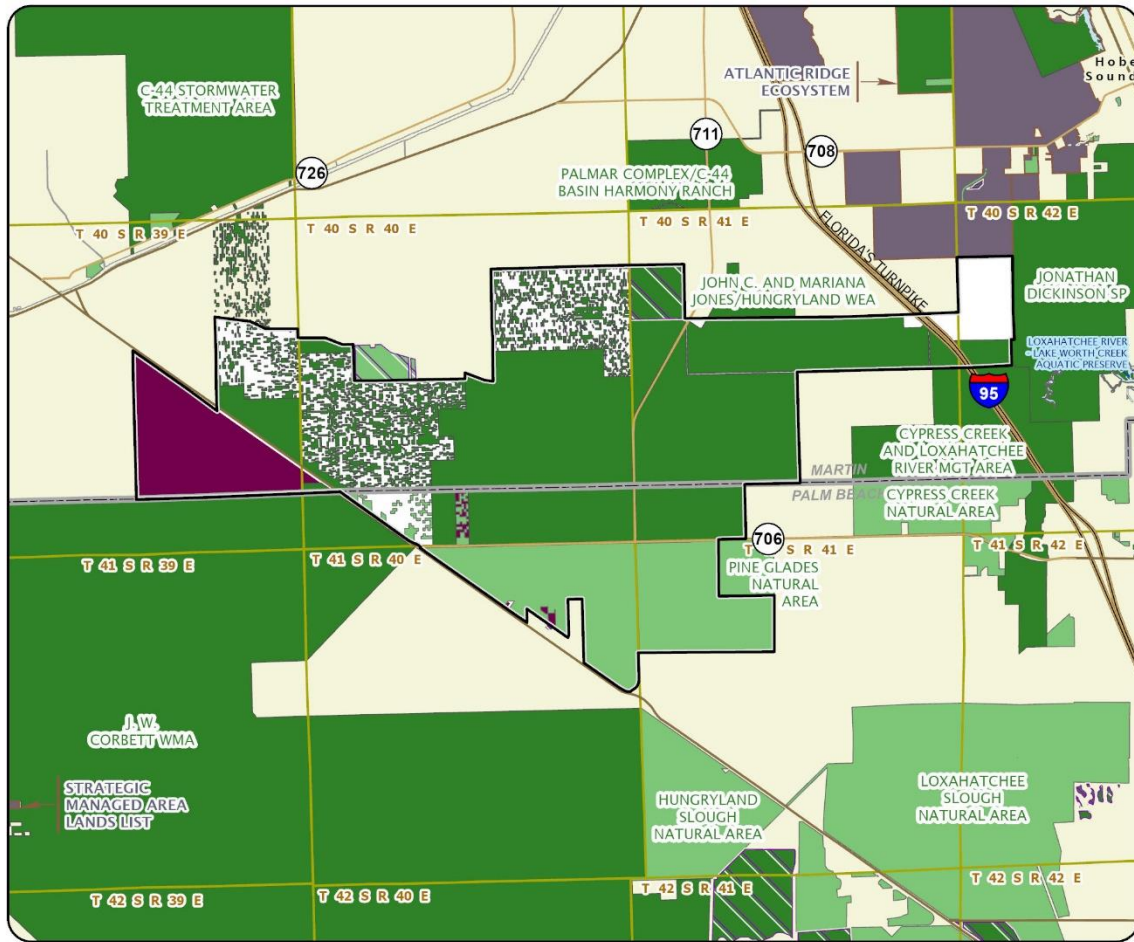 C-44 STORMWATER
TREATMENT AREA
ATLANTIC RIDGE
ECOSYSTEM
Hobe
Sound
711
708
726
PALMAR COMPLEX/C-44
BASIN HARMONY RANCH
T 40 S R 39 E
T 40 S R 40 E
T 40 S R 41 E
T 40 S R 42 E
FLORIDA'S TURNPIKE
JOHN C. AND MARIANA
JONES/HUNGRYLAND WEA
JONATHAN
DICKINSON SP
LOXAHATCHEE RIVER
- LAKE WORTH CREEK
AQUATIC PRESERVE
95
CYPRESS CREEK
AND LOXAHATCHEE
RIVER MGT AREA
MARTIN
PALM BEACH
CYPRESS CREEK
NATURAL AREA
706
T 41 S R 39 E
T 41 S R 40 E
T S R 41 E
T 41 S R 42 E
PINE GLADES
NATURAL
AREA
J. W.
CORBETT WMA
STRATEGIC
MANAGED AREA
LANDS LIST
HUNGRYLAND
SLOUGH
NATURAL AREA
LOXAHATCHEE
SLOUGH
NATURAL AREA
T 42 S R 39 E
T 42 S R 40 E
T 42 S R 41 E
T 42 S R 42 E